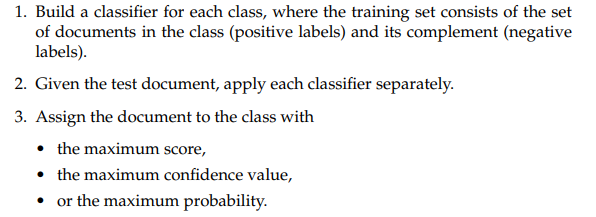 1. Build a classifier for each class, where the training set consists of the set
of documents in the class (positive labels) and its complement (negative
labels).
2. Given the test document, apply each classifier separately.
3. Assign the document to the class with
• the maximum score,
• the maximum confidence value,
• or the maximum probability.